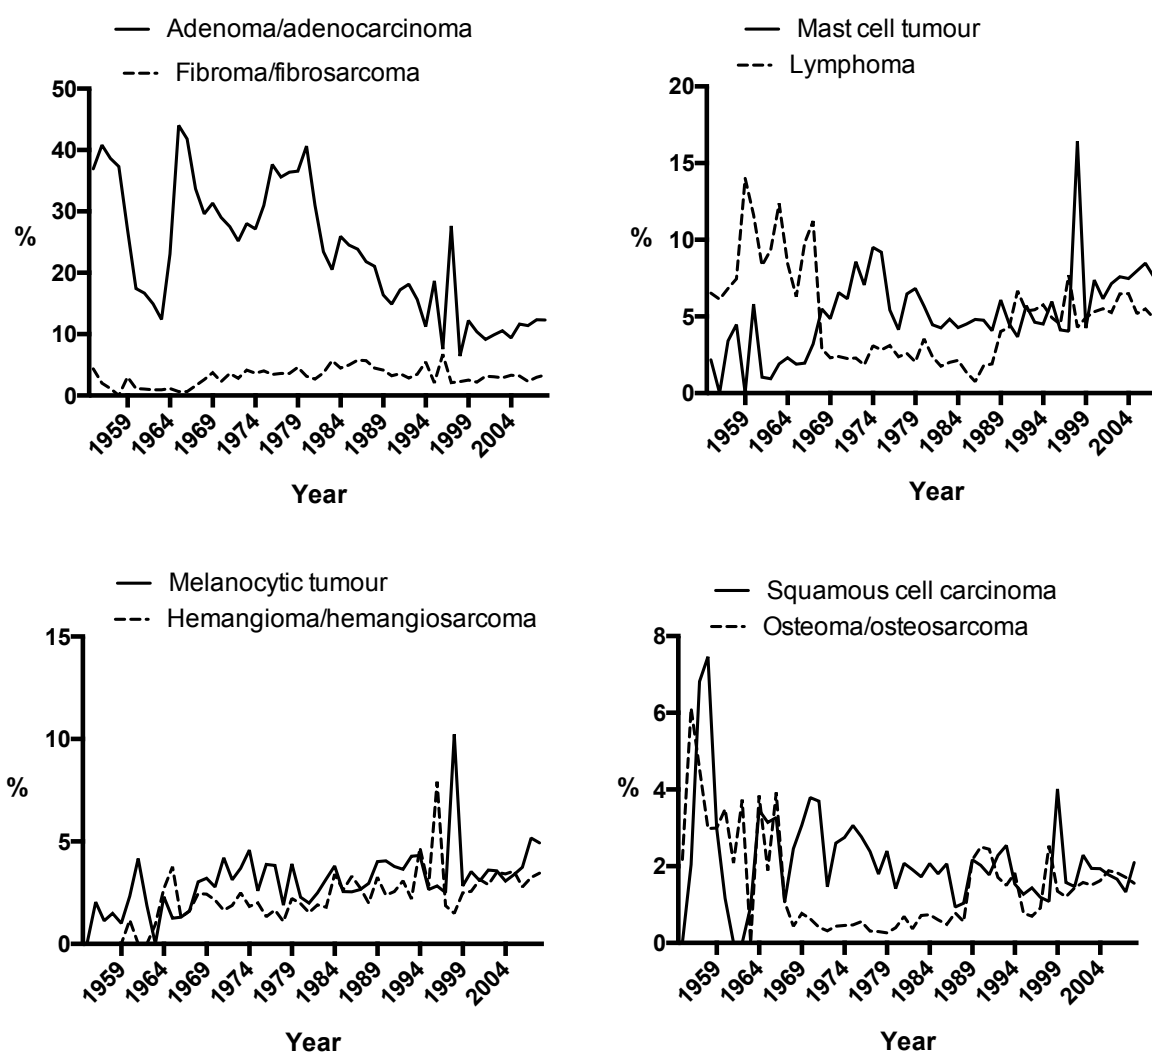 Adenoma/adenocarcinoma
Fibroma/fibrosarcoma
50
40
30
20
10
0
%
1959 1964 1969 1974 1979 1984 1989 1994 1999 2004
Year
Mast cell tumour
Lymphoma
20
15
10
5
0
%
1959 1964 1969 1974 1979 1984 1989 1994 1999 2004
Year
Melanocytic tumour
Hemangioma/hemangiosarcoma
15
10
5
0
%
1959 1964 1969 1974 1979 1984 1989 1994 1999 2004
Year
Squamous cell carcinoma
Osteoma/osteosarcoma
8
6
4
2
0
%
1959 1964 1969 1974 1979 1984 1989 1994 1999 2004
Year